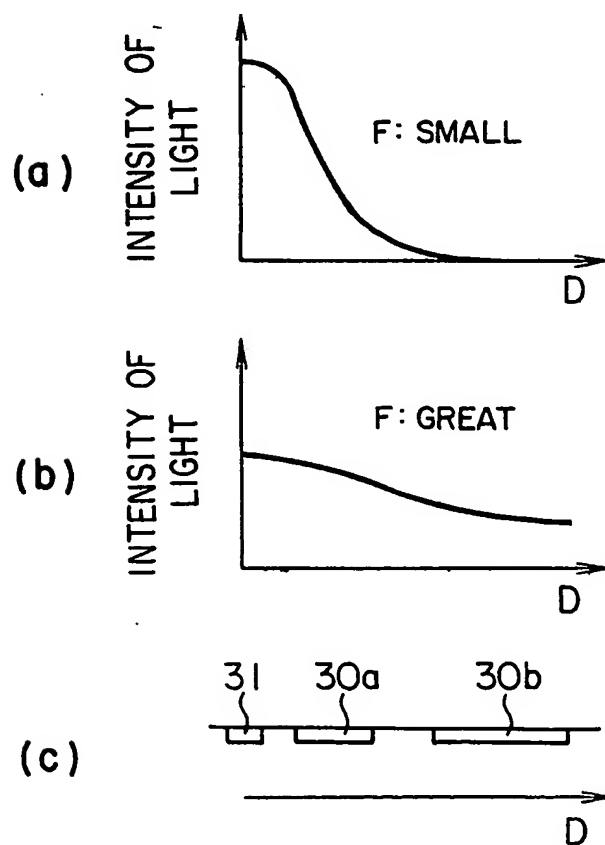 (a)
INTENSITY OF
LIGHT
F: SMALL
D
(b)
INTENSITY OF
LIGHT
F: GREAT
D
(c)
31 30a 30b
D